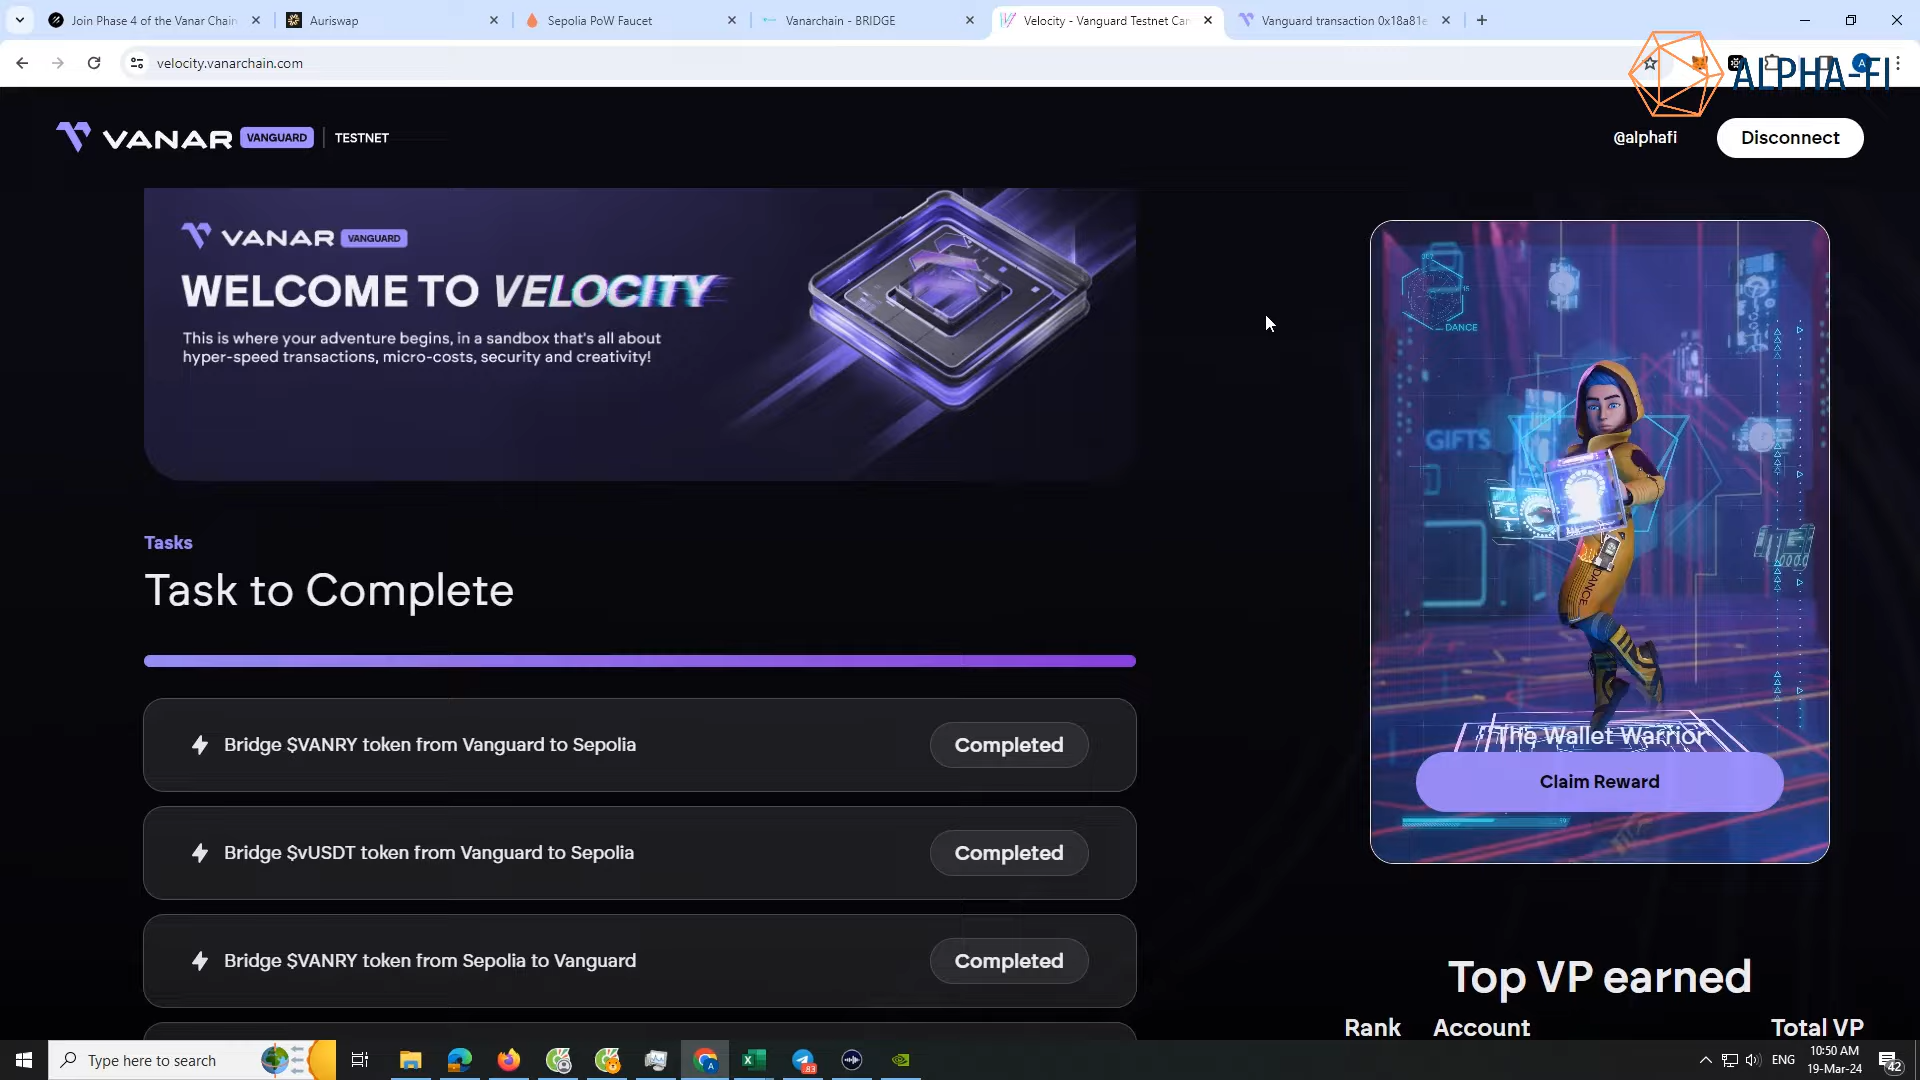 Join Phase 4 of the Vanar Chain
Auriswap
Sepolia PoW Faucet
Vanarchain - BRIDGE
Velocity - Vanguard Testnet Can
Vanguard transaction 0x18a81e
velocity.vanarchain.com
ALPHA-FI
VANAR VANGUARD TESTNET
@alphafi
Disconnect
VANAR VANGUARD
WELCOME TO VELOCITY
This is where your adventure begins, in a sandbox that's all about
hyper-speed transactions, micro-costs, security and creativity!
DANCE
GIFTS
DANCE
The Wallet Warrior
Claim Reward
Tasks
Task to Complete
Bridge $VANRY token from Vanguard to Sepolia
Completed
Bridge $vUSDT token from Vanguard to Sepolia
Completed
Bridge $VANRY token from Sepolia to Vanguard
Completed
Top VP earned
Rank Account Total VP
Type here to search
83
ENG
10:50 AM
19-Mar-24
42